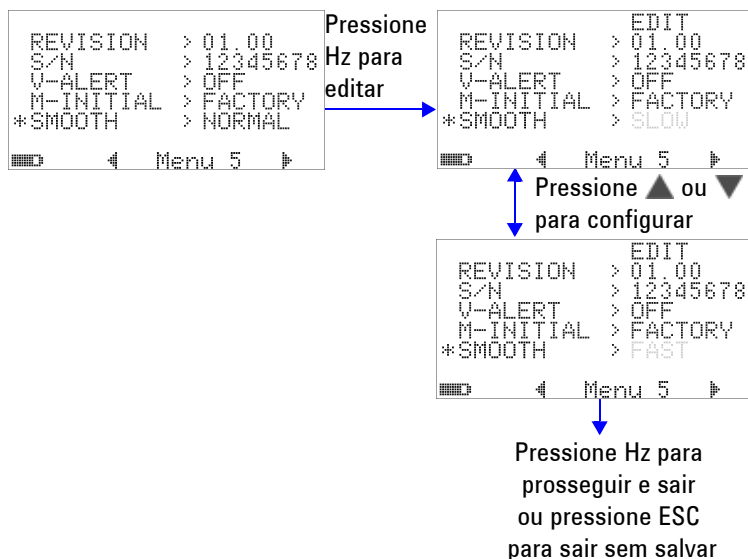 REVISION > 01.00
S/N > 12345678
V-ALERT > OFF
M-INITIAL > FACTORY
*SMOOTH > NORMAL
Menu 5
Pressione
Hz para
editar
EDIT
REVISION > 01.00
S/N > 12345678
V-ALERT > OFF
M-INITIAL > FACTORY
*SMOOTH > SLOW
Menu 5
Pressione ▲ ou ▼
para configurar
EDIT
REVISION > 01.00
S/N > 12345678
V-ALERT > OFF
M-INITIAL > FACTORY
*SMOOTH > FAST
Menu 5
Pressione Hz para
prosseguir e sair
ou pressione ESC
para sair sem salvar